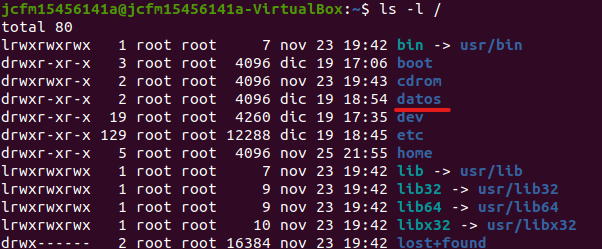 jcfm15456141a@jcfm15456141a-VirtualBox:~$ ls -l /
total 80
lrwxrwxrwx 1 root root 7 nov 23 19:42 bin -> usr/bin
drwxr-xr-x 3 root root 4096 dic 19 17:06 boot
drwxr-xr-x 2 root root 4096 nov 23 19:43 cdrom
drwxr-xr-x 2 root root 4096 dic 19 18:54 datos
drwxr-xr-x 19 root root 4260 dic 19 17:35 dev
drwxr-xr-x 129 root root 12288 dic 19 18:45 etc
drwxr-xr-x 5 root root 4096 nov 25 21:55 home
lrwxrwxrwx 1 root root 7 nov 23 19:42 lib -> usr/lib
lrwxrwxrwx 1 root root 9 nov 23 19:42 lib32 -> usr/lib32
lrwxrwxrwx 1 root root 9 nov 23 19:42 lib64 -> usr/lib64
lrwxrwxrwx 1 root root 10 nov 23 19:42 libx32 -> usr/libx32
drwx------ 2 root root 16384 nov 23 19:42 lost+found